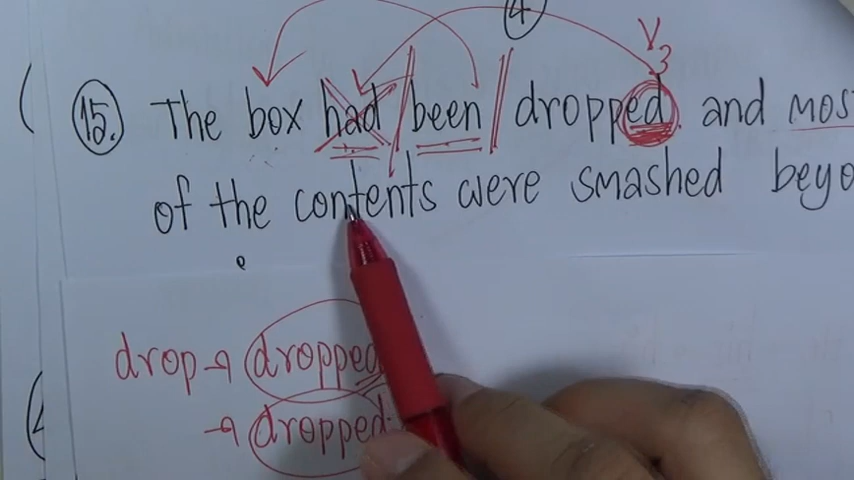 4
V3
15. The box had been dropped and mos
of the contents were smashed beyo
drop → dropped
→ dropped.